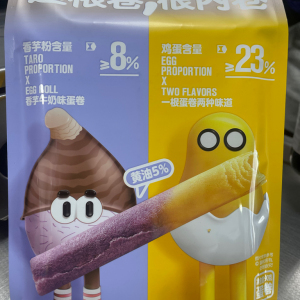 香芋粉含量
TARO
PROPORTION
X
EGG ROLL
香芋牛奶味蛋卷
≥8%
鸡蛋含量
EGG
PROPORTION
X
TWO FLAVORS
一根蛋卷两种味道
≥23%
黄油5%